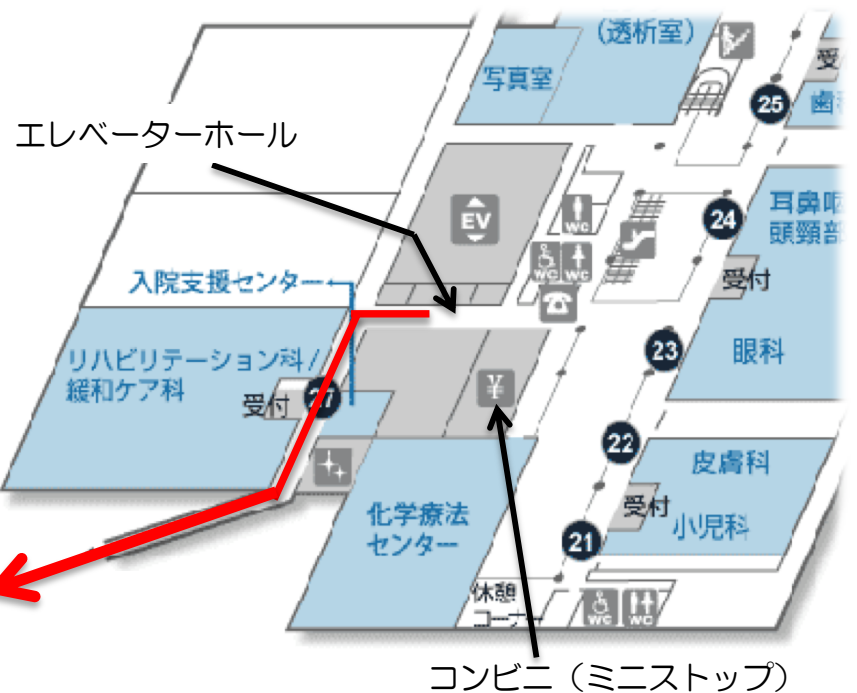 （透析室）
写真室
受
25
歯
エレベーターホール
EV
WC
24
耳鼻咽
頭頸部
WC
WC
受付
入院支援センター
23
眼科
リハビリテーション科/
緩和ケア科
¥
受付
27
22
皮膚科
受付
化学療法
センター
小児科
21
休憩
コーナー
WC
WC
コンビニ（ミニストップ）